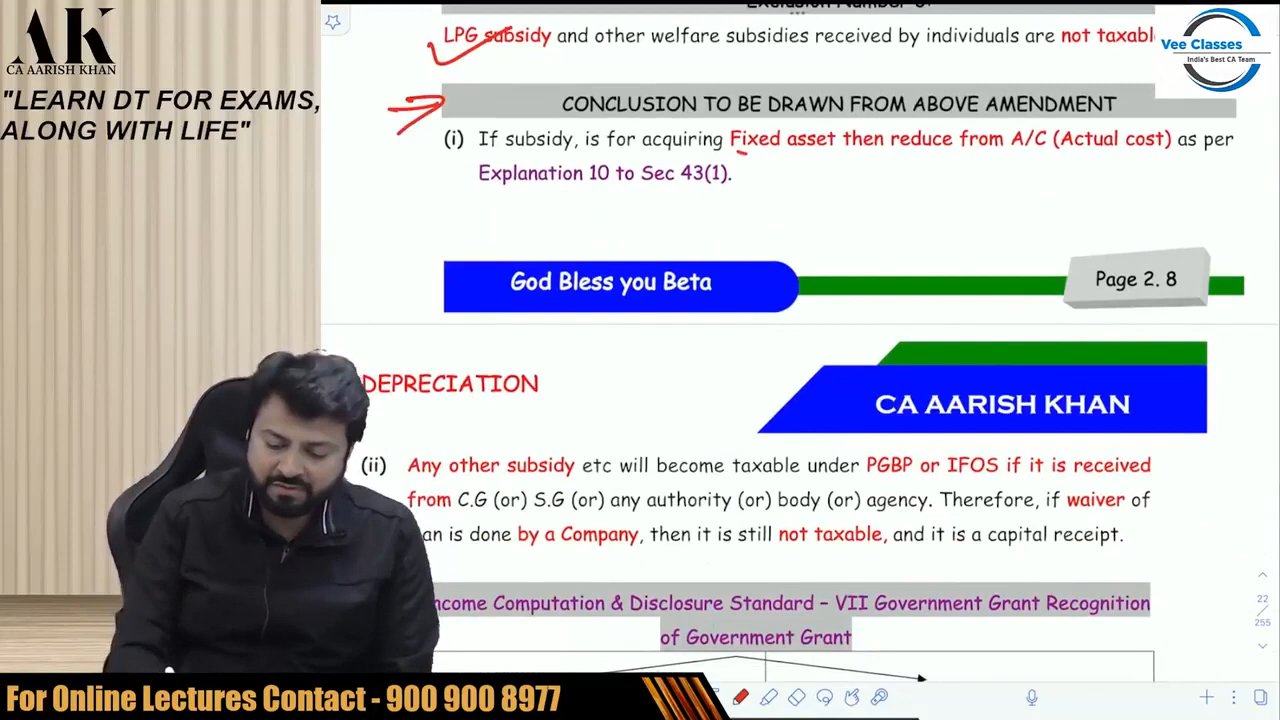 AK
CA AARISH KHAN
"LEARN DT FOR EXAMS,
ALONG WITH LIFE"
LPG subsidy and other welfare subsidies received by individuals are not taxabl
Vee Classes
India's Best CA Team
CONCLUSION TO BE DRAWN FROM ABOVE AMENDMENT
(i) If subsidy, is for acquiring Fixed asset then reduce from A/C (Actual cost) as per
Explanation 10 to Sec 43(1).
God Bless you Beta
Page 2. 8
DEPRECIATION
CA AARISH KHAN
(ii) Any other subsidy etc will become taxable under PGBP or IFOS if it is received
from C.G (or) S.G (or) any authority (or) body (or) agency. Therefore, if waiver of
an is done by a Company, then it is still not taxable, and it is a capital receipt.
ncome Computation & Disclosure Standard – VII Government Grant Recognition
of Government Grant
22
255
For Online Lectures Contact - 900 900 8977